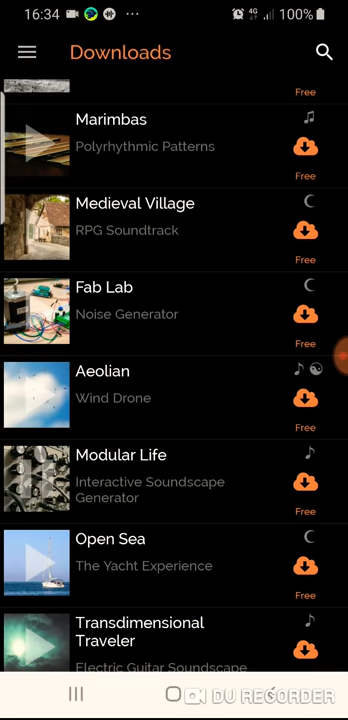 16:34 4G 100%
Downloads
Free
Marimbas
Polyrhythmic Patterns
Free
Medieval Village
RPG Soundtrack
Free
Fab Lab
Noise Generator
Free
Aeolian
Wind Drone
Free
Modular Life
Interactive Soundscape
Generator
Free
Open Sea
The Yacht Experience
Free
Transdimensional
Traveler
Electric Guitar Soundscape
DU RECORDER